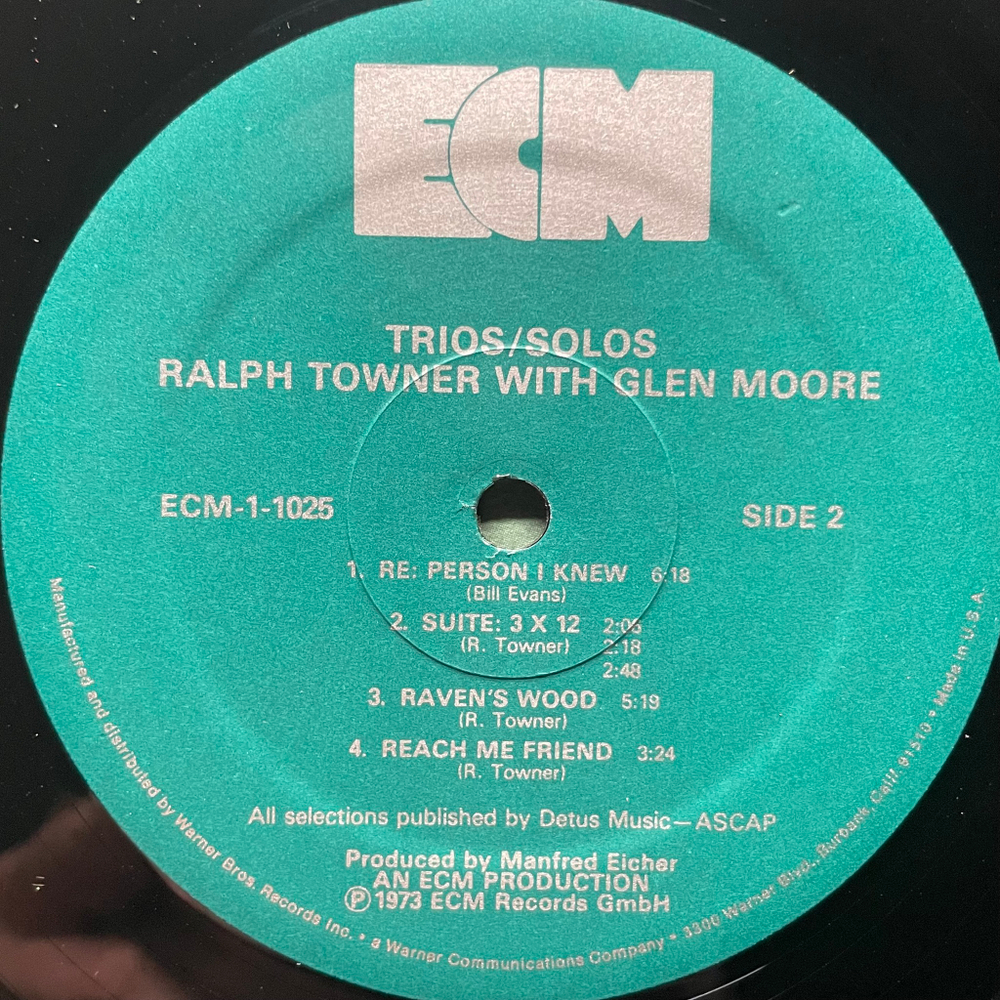 ECM
TRIOS/SOLOS
RALPH TOWNER WITH GLEN MOORE
ECM-1-1025
SIDE 2
1. RE: PERSON I KNEW 6:18
(Bill Evans)
2. SUITE: 3 X 12 2:05
(R. Towner) 2:18
2:48
3. RAVEN'S WOOD 5:19
(R. Towner)
4. REACH ME FRIEND 3:24
(R. Towner)
All selections published by Detus Music—ASCAP
Produced by Manfred Eicher
AN ECM PRODUCTION
℗ 1973 ECM Records GmbH
Manufactured and distributed by Warner Bros. Records Inc. • a Warner Communications Company • 3300 Warner Blvd., Burbank, Calif. 91510 • Made in U.S.A.